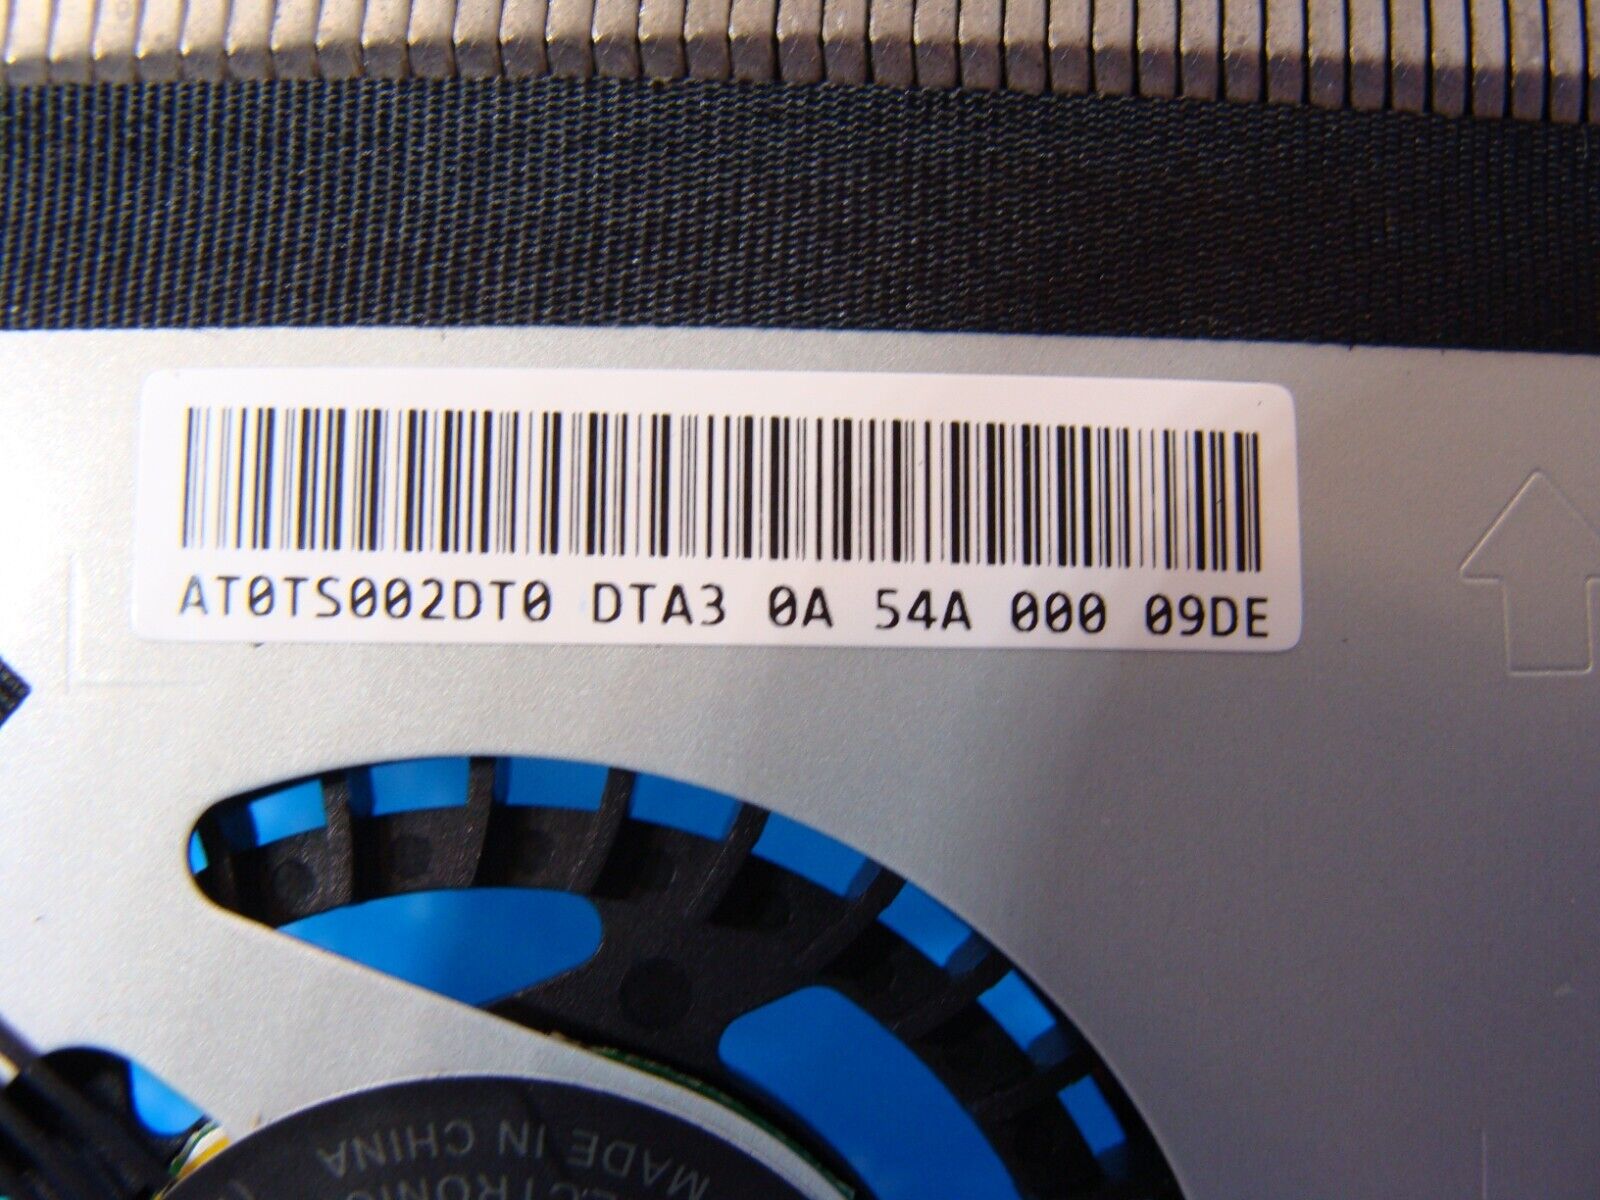 AT0TS002DT0 DTA3 0A 54A 000 09DE
MADE IN CHINA